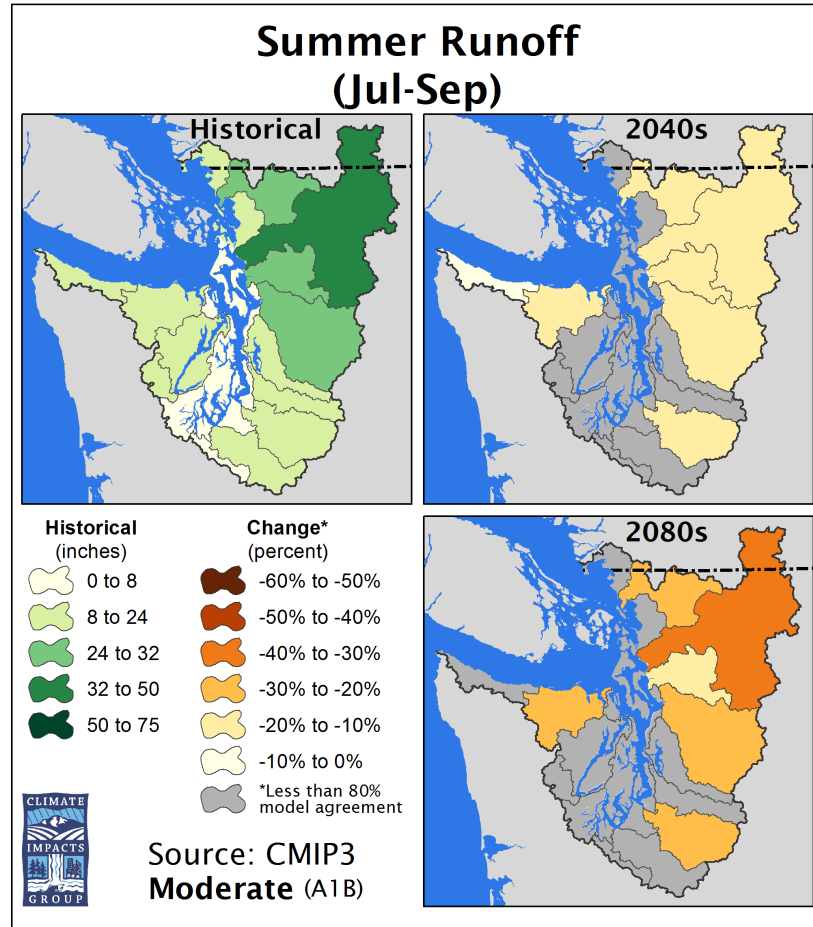 Summer Runoff
(Jul-Sep)
Historical
2040s
Historical
(inches)
0 to 8
8 to 24
24 to 32
32 to 50
50 to 75
Change*
(percent)
-60% to -50%
-50% to -40%
-40% to -30%
-30% to -20%
-20% to -10%
-10% to 0%
*Less than 80%
model agreement
2080s
CLIMATE
IMPACTS
GROUP
Source: CMIP3
Moderate (A1B)